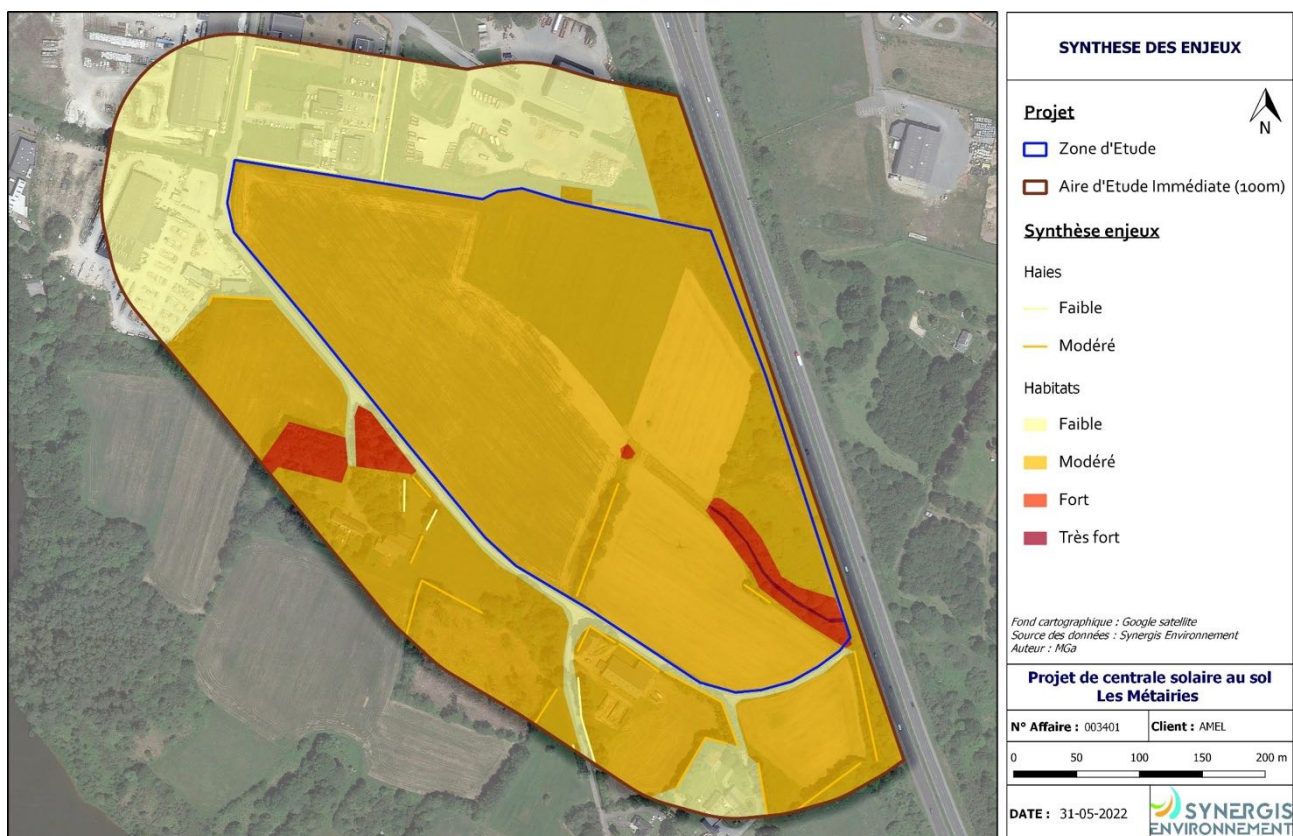 SYNTHESE DES ENJEUX
Projet
N
Zone d'Etude
Aire d'Etude Immédiate (100m)
Synthèse enjeux
Haies
Faible
Modéré
Habitats
Faible
Modéré
Fort
Très fort
Fond cartographique : Google satellite
Source des données : Synergis Environnement
Auteur : MGa
Projet de centrale solaire au sol
Les Métairies
N° Affaire : 003401 Client : AMEL
0 50 100 150 200 m
DATE : 31-05-2022
SYNERGIS
ENVIRONNEMENT